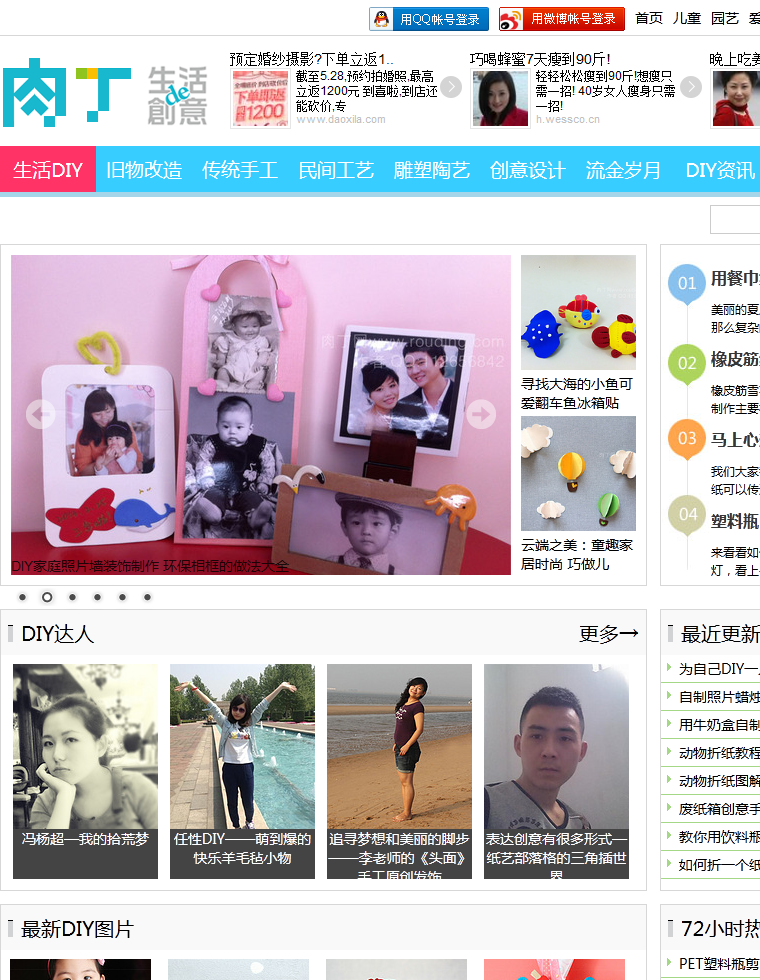 用QQ帐号登录
用微博帐号登录
首页 儿童 园艺
肉丁
生活
de
創意
预定婚纱摄影?下单立返1..
截至5.28,预约拍婚照,最高
立返1200元 到喜啦,到店还
能砍价,专
www.daoxila.com
巧喝蜂蜜7天瘦到90斤!
轻轻松松瘦到90斤!想瘦只
需一招! 40岁女人瘦身只需
一招!
h.wessco.cn
晚上吃
生活DIY 旧物改造 传统手工 民间工艺 雕塑陶艺 创意设计 流金岁月 DIY资讯
DIY家庭照片墙装饰制作 环保相框的做法大全
寻找大海的小鱼可
爱翻车鱼冰箱贴
云端之美：童趣家
居时尚 巧做儿
01
用餐巾
美丽的夏
那么复杂
02
橡皮筋
橡皮筋雪
制作主要
03
马上心
我们大家
纸可以传
04
塑料瓶
来看看如
灯，看上
DIY达人
更多→
冯杨超—我的拾荒梦
任性DIY——萌到爆的
快乐羊毛毡小物
追寻梦想和美丽的脚步
——李老师的《头面》
手工原创发饰
表达创意有很多形式—
纸艺部落格的三角插世
界
最近更新
为自己DIY一
自制照片蜡烛
用牛奶盒自制
动物折纸教程
动物折纸图解
废纸箱创意手
教你用饮料瓶
如何折一个纸
最新DIY图片
72小时热
PET塑料瓶剪